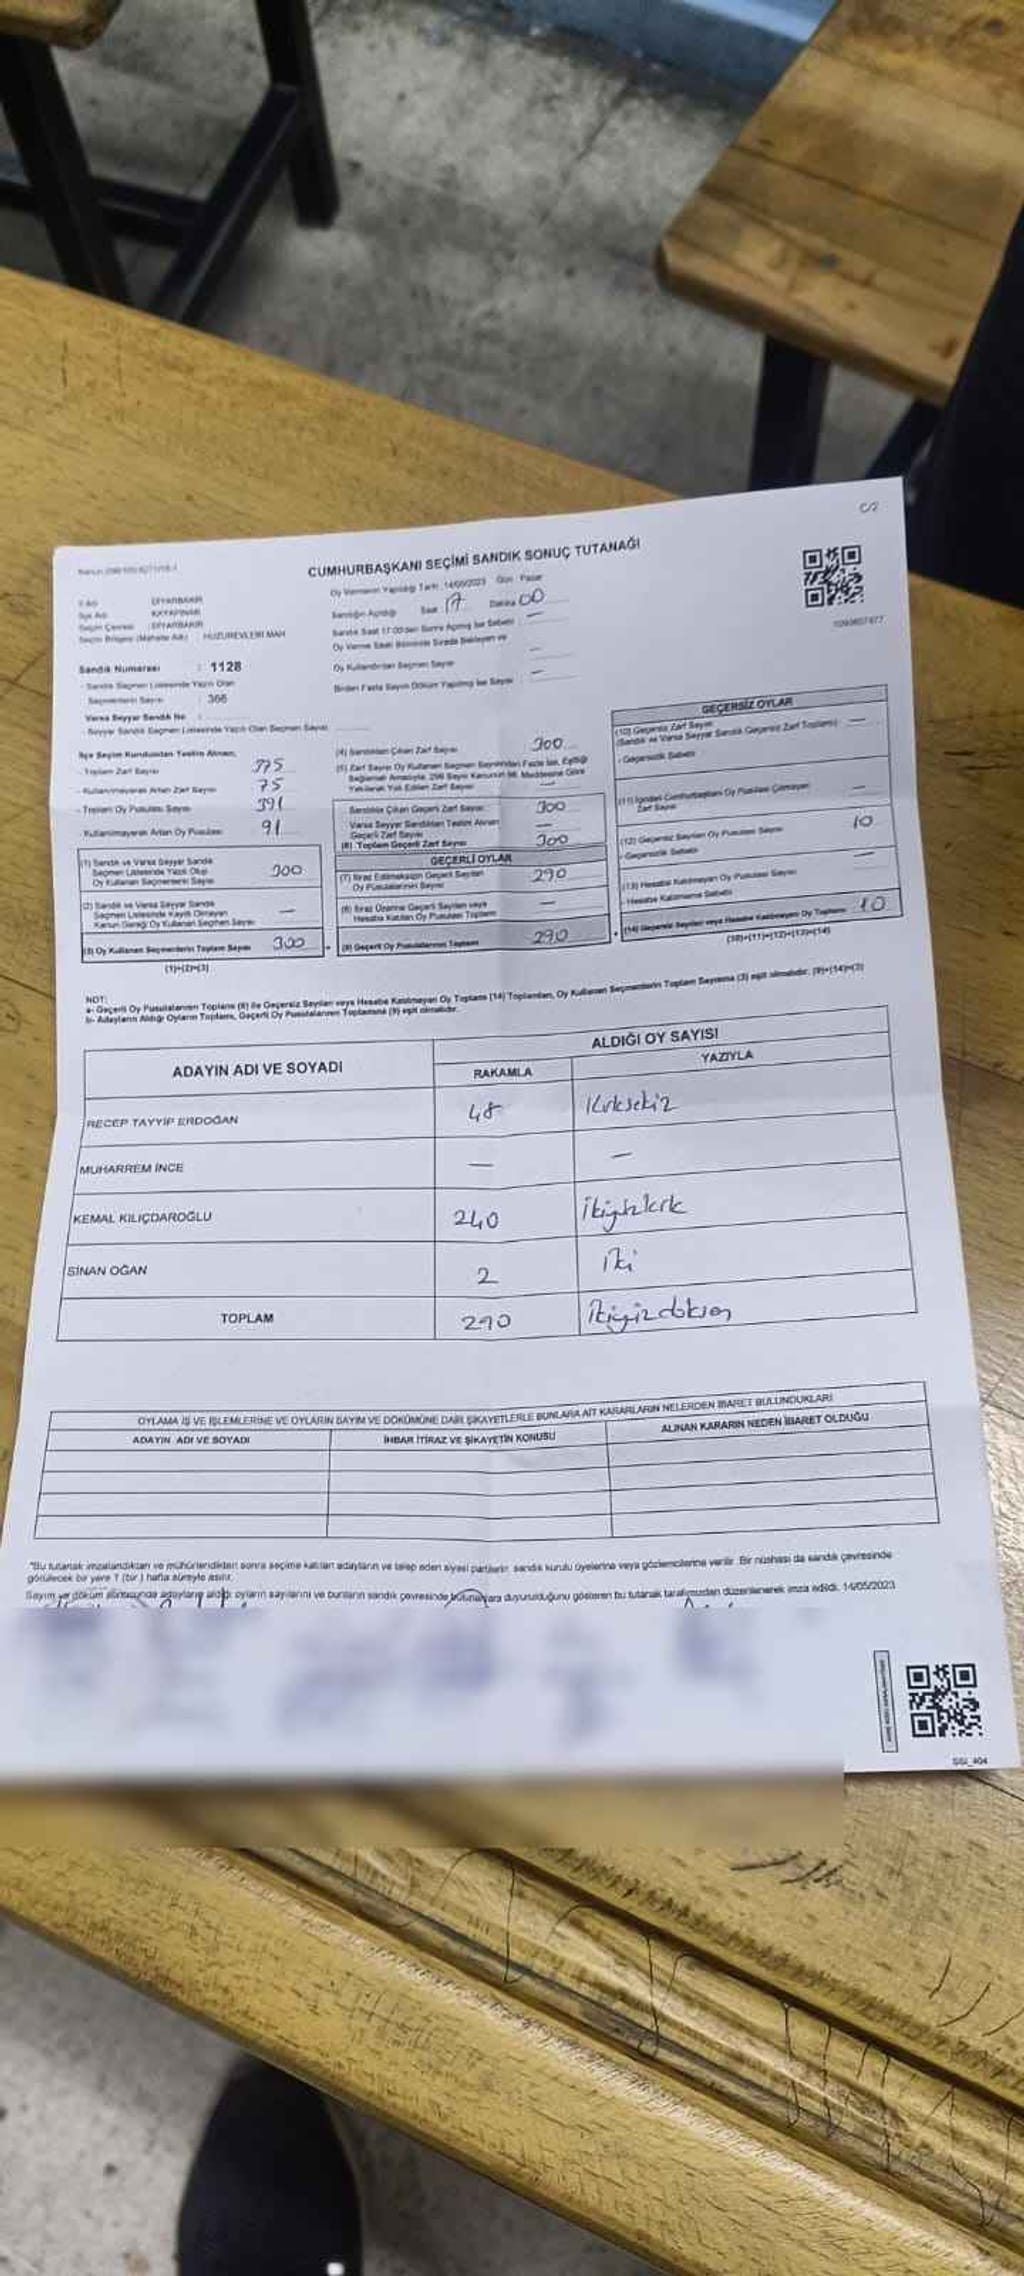 C/2
CUMHURBAŞKANI SEÇİMİ SANDIK SONUÇ TUTANAĞI
Oy Vermenin Yapıldığı Tarih: 14/05/2023 Gün: Pazar
İl Adı : DİYARBAKIR
İlçe Adı : KAYAPINAR
Seçim Çevresi : DİYARBAKIR
Seçim Bölgesi (Mahalle Adı) : HUZUREVLERİ MAH
Sandığın Açıldığı Saat 17 Dakika 00
Sandık Saat 17:00'den Sonra Açılmış İse Sebebi : —
Oy Verme Saati Bitiminde Sırada Bekleyen ve
Oy Kullandırılan Seçmen Sayısı : —
Birden Fazla Sayım Döküm Yapılmış İse Sayısı : —
Sandık Numarası : 1128
- Sandık Seçmen Listesinde Yazılı Olan
Seçmenlerin Sayısı : 366
Varsa Seyyar Sandık No :
- Seyyar Sandık Seçmen Listesinde Yazılı Olan Seçmen Sayısı
İlçe Seçim Kurulundan Teslim Alınan;
- Toplam Zarf Sayısı 375
- Kullanılmayarak Artan Zarf Sayısı 75
- Toplam Oy Pusulası Sayısı 391
- Kullanılmayarak Artan Oy Pusulası 91
(1) Sandık ve Varsa Seyyar Sandık
Seçmen Listesinde Yazılı Olup
Oy Kullanan Seçmenlerin Sayısı 300
(2) Sandık ve Varsa Seyyar Sandık
Seçmen Listesinde Kayıtlı Olmayan
Kanun Gereği Oy Kullanan Seçmen Sayısı —
(3) Oy Kullanan Seçmenlerin Toplam Sayısı 300
(1)+(2)=(3)
(4) Sandıktan Çıkan Zarf Sayısı 300
(5) Zarf Sayısı Oy Kullanan Seçmen Sayısından Fazla İse, Eşitliği
Sağlamak Amacıyla, 298 Sayılı Kanunun 98. Maddesine Göre
Yakılarak Yok Edilen Zarf Sayısı —
Sandıktan Çıkan Geçerli Zarf Sayısı 300
Varsa Seyyar Sandıktan Teslim Alınan
Geçerli Zarf Sayısı —
(6) Toplam Geçerli Zarf Sayısı 300
GEÇERLİ OYLAR
(7) İtiraz Edilmeksizin Geçerli Sayılan
Oy Pusulalarının Sayısı 290
(8) İtiraz Üzerine Geçerli Sayılan veya
Hesaba Katılan Oy Pusulası Toplamı —
(9) Geçerli Oy Pusulalarının Toplamı 290
GEÇERSİZ OYLAR
(10) Geçersiz Zarf Sayısı
(Sandık ve Varsa Seyyar Sandık Geçersiz Zarf Toplamı) —
- Geçersizlik Sebebi
(11) İçinden Cumhurbaşkanı Oy Pusulası Çıkmayan
Zarf Sayısı —
(12) Geçersiz Sayılan Oy Pusulası Sayısı 10
- Geçersizlik Sebebi
(13) Hesaba Katılmayan Oy Pusulası Sayısı —
- Hesaba Katılmama Sebebi
(14) Geçersiz Sayılan veya Hesaba Katılmayan Oy Toplamı 10
(10)+(11)+(12)+(13)=(14)
NOT:
a- Geçerli Oy Pusulalarının Toplamı (9) ile Geçersiz Sayılan veya Hesaba Katılmayan Oy Toplamı (14) Toplamları, Oy Kullanan Seçmenlerin Toplam Sayısına (3) eşit olmalıdır. (9)+(14)=(3)
b- Adayların Aldığı Oyların Toplamı, Geçerli Oy Pusulalarının Toplamına (9) eşit olmalıdır.
ADAYIN ADI VE SOYADI
ALDIĞI OY SAYISI
RAKAMLA YAZIYLA
RECEP TAYYİP ERDOĞAN 48 Kırksekiz
MUHARREM İNCE — —
KEMAL KILIÇDAROĞLU 240 İkiyüzkırk
SİNAN OĞAN 2 iki
TOPLAM 290 İkiyüzdoksan
OYLAMA İŞ VE İŞLEMLERİNE VE OYLARIN SAYIM VE DÖKÜMÜNE DAİR ŞİKAYETLERLE BUNLARA AİT KARARLARIN NELERDEN İBARET BULUNDUKLARI
ADAYIN ADI VE SOYADI İHBAR İTİRAZ VE ŞİKAYETİN KONUSU ALINAN KARARIN NEDEN İBARET OLDUĞU
"Bu tutanak imzalandıktan ve mühürlendikten sonra seçime katılan adayların ve talep eden siyasi partilerin sandık kurulu üyelerine veya gözlemcilerine verilir. Bir nüshası da sandık çevresinde
görülecek bir yere 1 (bir) hafta süreyle asılır.
Sayım ve döküm sonucunda adayların aldığı oyların sayılarını ve bunların sandık çevresinde bulunanlara duyurulduğunu gösteren bu tutanak tarafımızdan düzenlenerek imza edildi. 14/05/2023
SSI_404